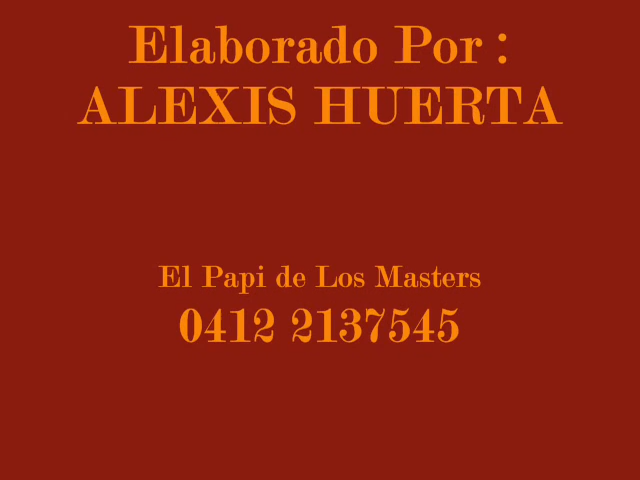 Elaborado Por :
ALEXIS HUERTA
El Papi de Los Masters
0412 2137545